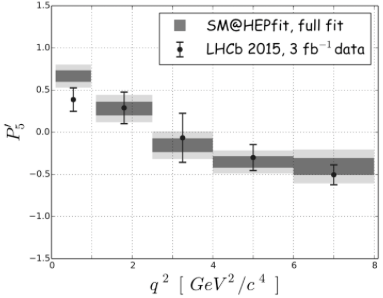 1.5
SM@HEPfit, full fit
LHCb 2015, 3 fb⁻¹ data
1.0
0.5
0.0
−0.5
−1.0
−1.5
P′₅
0 2 4 6 8
q² [ GeV²/c⁴ ]